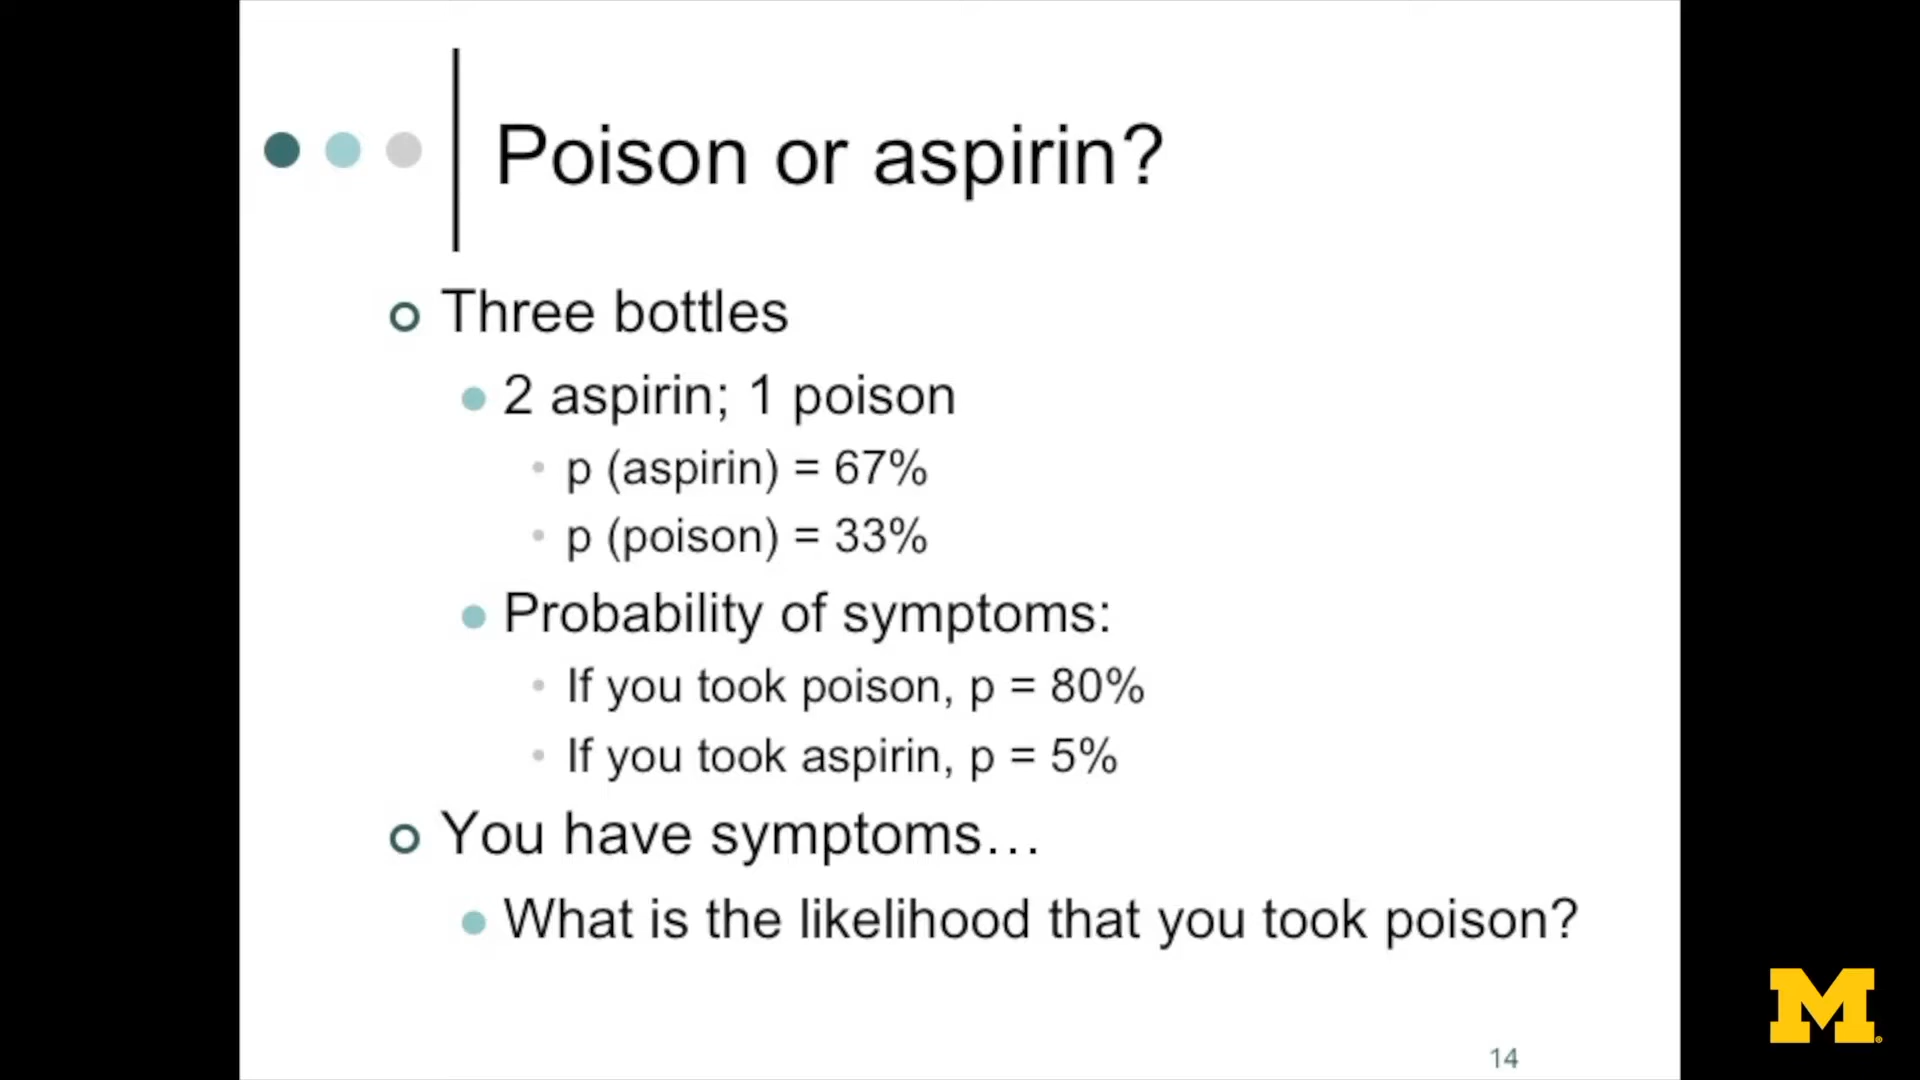 Poison or aspirin?
Three bottles
2 aspirin; 1 poison
p (aspirin) = 67%
p (poison) = 33%
Probability of symptoms:
If you took poison, p = 80%
If you took aspirin, p = 5%
You have symptoms…
What is the likelihood that you took poison?
14
M®